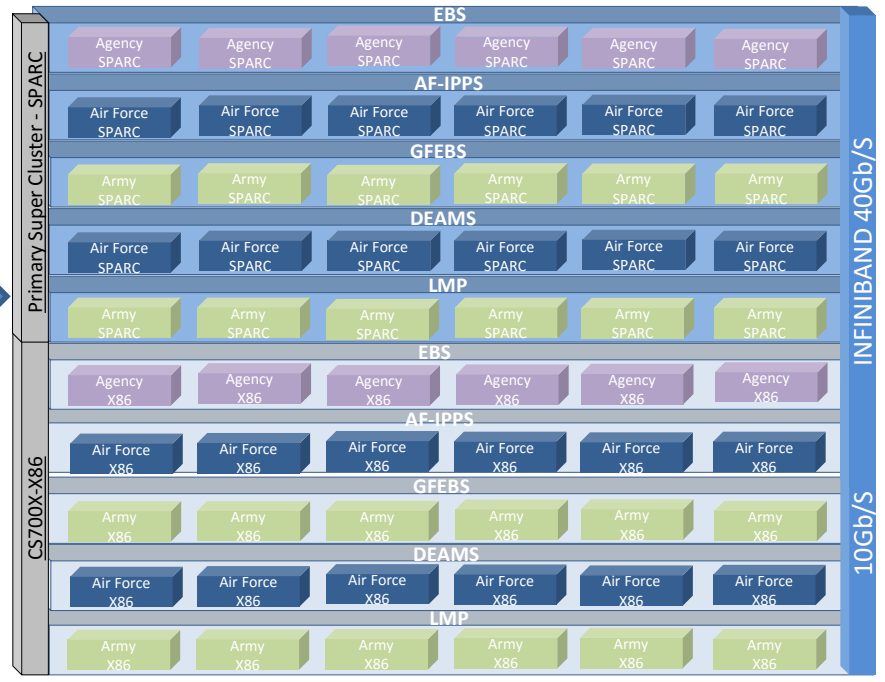 Primary Super Cluster - SPARC
EBS
Agency Agency Agency Agency Agency Agency
SPARC SPARC SPARC SPARC SPARC SPARC
AF-IPPS
Air Force Air Force Air Force Air Force Air Force Air Force
SPARC SPARC SPARC SPARC SPARC SPARC
GFEBS
Army Army Army Army Army Army
SPARC SPARC SPARC SPARC SPARC SPARC
DEAMS
Air Force Air Force Air Force Air Force Air Force Air Force
SPARC SPARC SPARC SPARC SPARC SPARC
LMP
Army Army Army Army Army Army
SPARC SPARC SPARC SPARC SPARC SPARC
CS700X-X86
EBS
Agency Agency Agency Agency Agency Agency
X86 X86 X86 X86 X86 X86
AF-IPPS
Air Force Air Force Air Force Air Force Air Force Air Force
X86 X86 X86 X86 X86 X86
GFEBS
Army Army Army Army Army Army
X86 X86 X86 X86 X86 X86
DEAMS
Air Force Air Force Air Force Air Force Air Force Air Force
X86 X86 X86 X86 X86 X86
LMP
Army Army Army Army Army Army
X86 X86 X86 X86 X86 X86
INFINIBAND 40Gb/S
10Gb/S